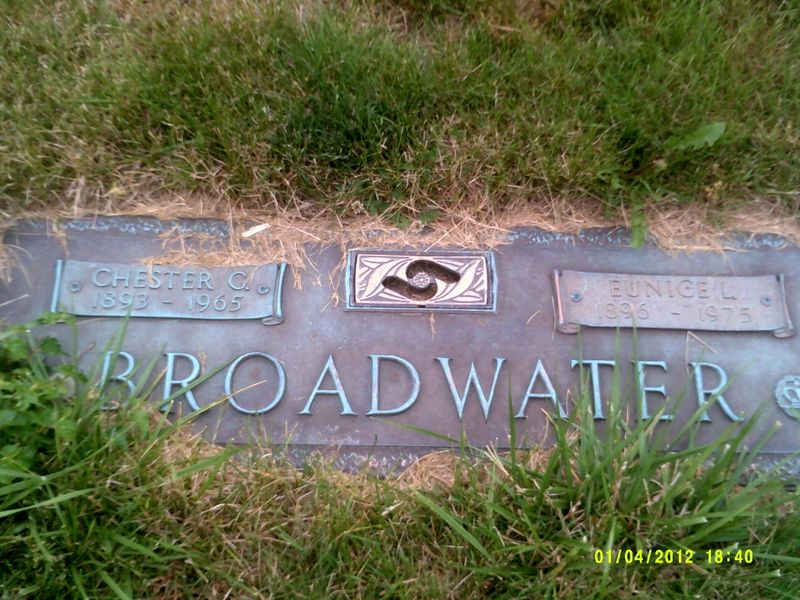 CHESTER C.
1893 - 1965
EUNICE L.
1896 - 1975
BROADWATER
01/04/2012 18:40